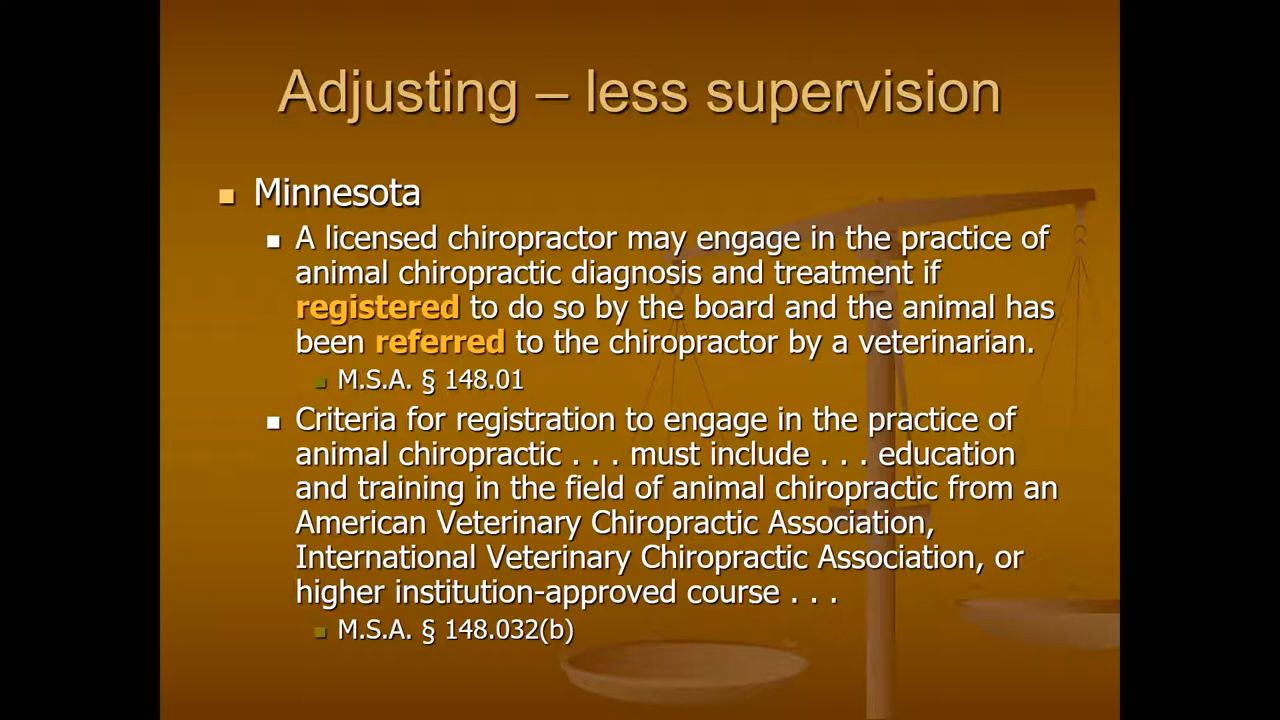 Adjusting – less supervision
Minnesota
A licensed chiropractor may engage in the practice of
animal chiropractic diagnosis and treatment if
registered to do so by the board and the animal has
been referred to the chiropractor by a veterinarian.
M.S.A. § 148.01
Criteria for registration to engage in the practice of
animal chiropractic . . . must include . . . education
and training in the field of animal chiropractic from an
American Veterinary Chiropractic Association,
International Veterinary Chiropractic Association, or
higher institution-approved course . . .
M.S.A. § 148.032(b)